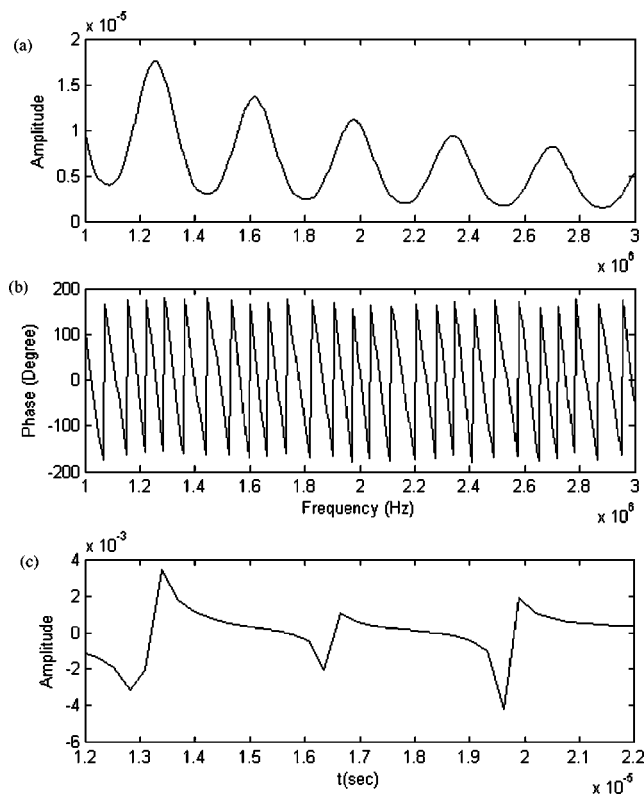 (a)
x 10^-5
Amplitude
2
1.5
1
0.5
0
1 1.2 1.4 1.6 1.8 2 2.2 2.4 2.6 2.8 3
x 10^6
(b)
Phase (Degree)
200
100
0
-100
-200
1 1.2 1.4 1.6 1.8 2 2.2 2.4 2.6 2.8 3
Frequency (Hz)
x 10^6
(c)
x 10^-3
Amplitude
4
2
0
-2
-4
-6
1.2 1.3 1.4 1.5 1.6 1.7 1.8 1.9 2 2.1 2.2
t(sec)
x 10^-5